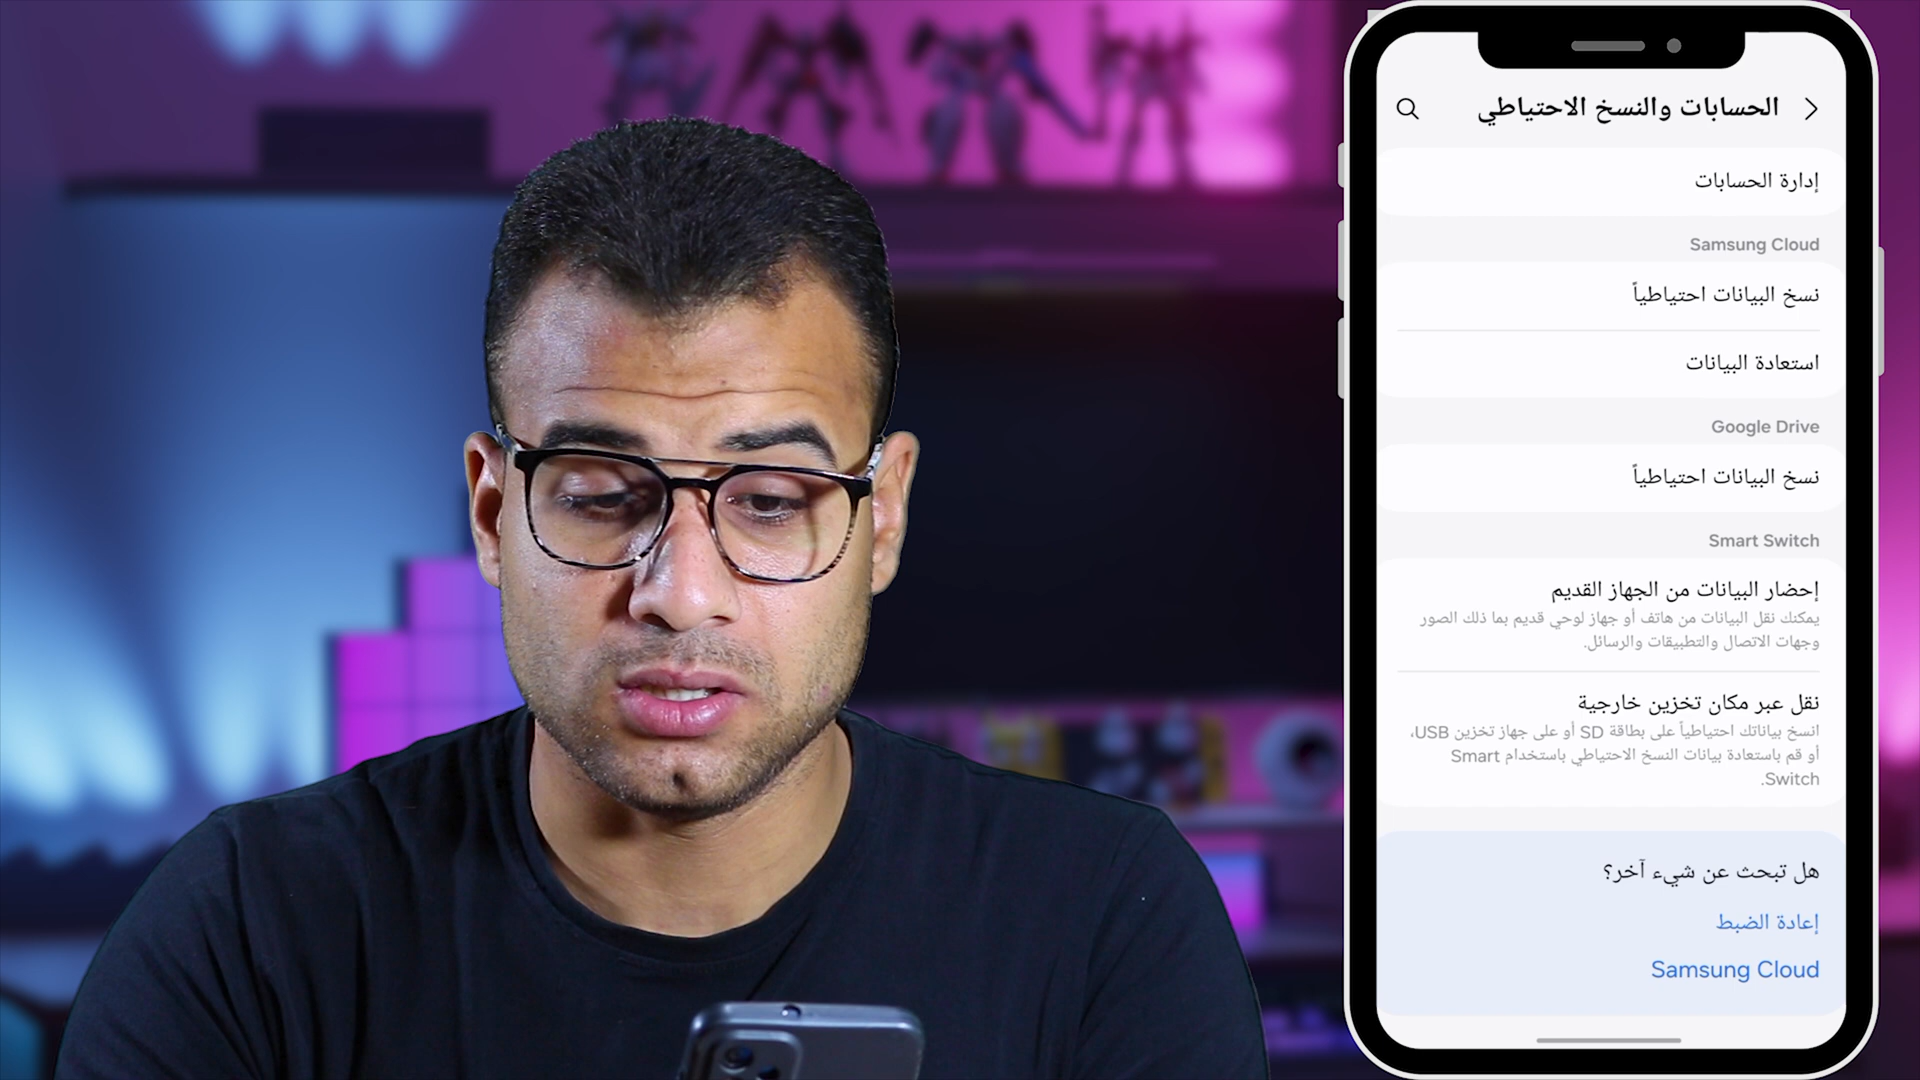 الحسابات والنسخ الاحتياطي
إدارة الحسابات
Samsung Cloud
نسخ البيانات احتياطياً
استعادة البيانات
Google Drive
نسخ البيانات احتياطياً
Smart Switch
إحضار البيانات من الجهاز القديم
يمكنك نقل البيانات من هاتف أو جهاز لوحي قديم بما ذلك الصور
وجهات الاتصال والتطبيقات والرسائل.
نقل عبر مكان تخزين خارجية
انسخ بياناتك احتياطياً على بطاقة SD أو على جهاز تخزين USB،
أو قم باستعادة بيانات النسخ الاحتياطي باستخدام Smart
Switch.
هل تبحث عن شيء آخر؟
إعادة الضبط
Samsung Cloud